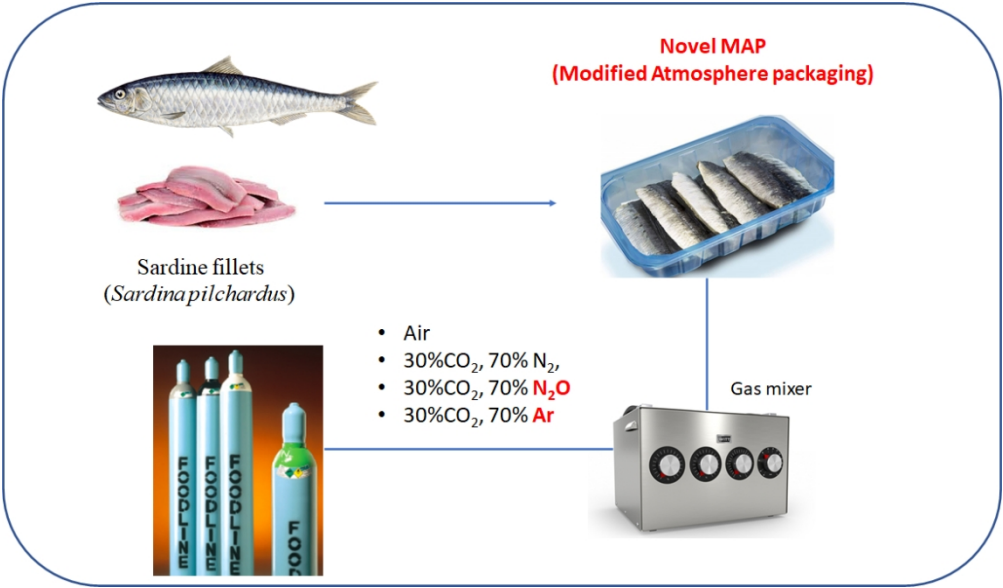 Novel MAP
(Modified Atmosphere packaging)
Sardine fillets
(Sardina pilchardus)
• Air
• 30%CO₂, 70% N₂,
• 30%CO₂, 70% N₂O
• 30%CO₂, 70% Ar
Gas mixer
FOODLINE
FOODLINE
FOODLINE
FOO